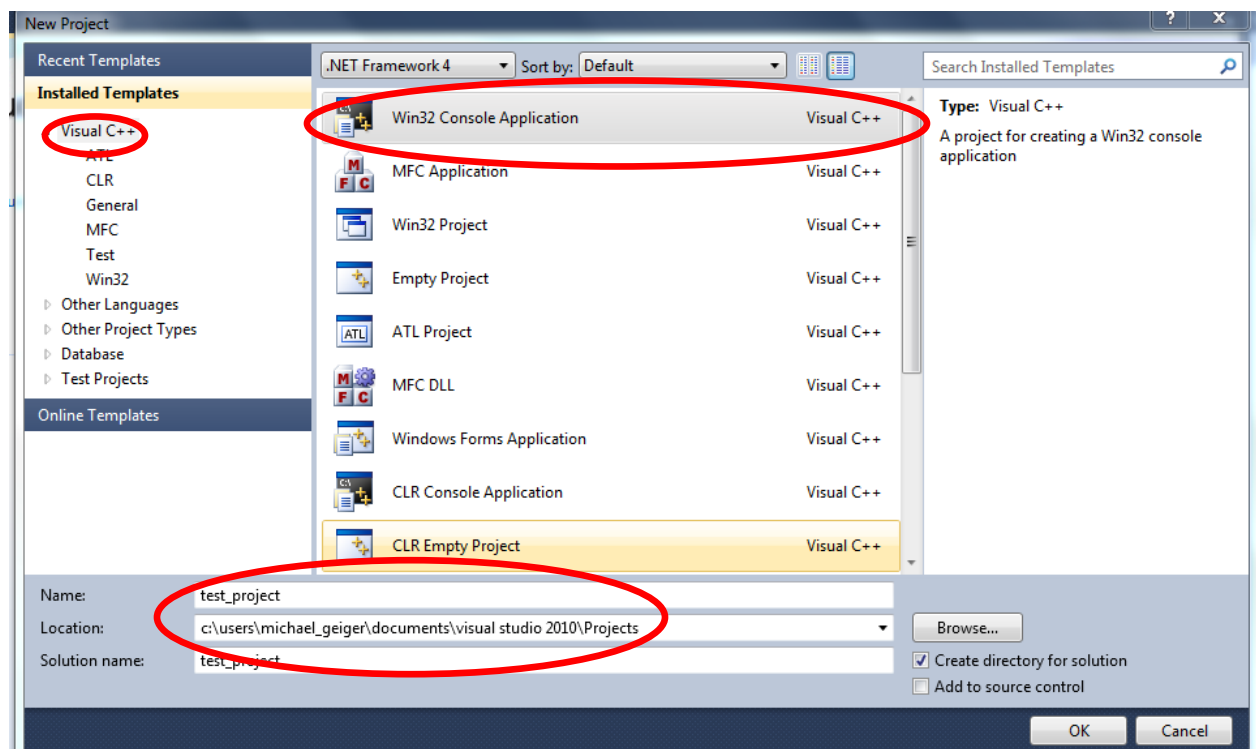 New Project
? X
Recent Templates
.NET Framework 4 Sort by: Default
Search Installed Templates
Installed Templates
Visual C++
ATL
CLR
General
MFC
Test
Win32
Other Languages
Other Project Types
Database
Test Projects
Online Templates
Win32 Console Application Visual C++
MFC Application Visual C++
Win32 Project Visual C++
Empty Project Visual C++
ATL Project Visual C++
MFC DLL Visual C++
Windows Forms Application Visual C++
CLR Console Application Visual C++
CLR Empty Project Visual C++
Type: Visual C++
A project for creating a Win32 console
application
Name: test_project
Location: c:\users\michael_geiger\documents\visual studio 2010\Projects
Browse...
Solution name: test_project
Create directory for solution
Add to source control
OK Cancel